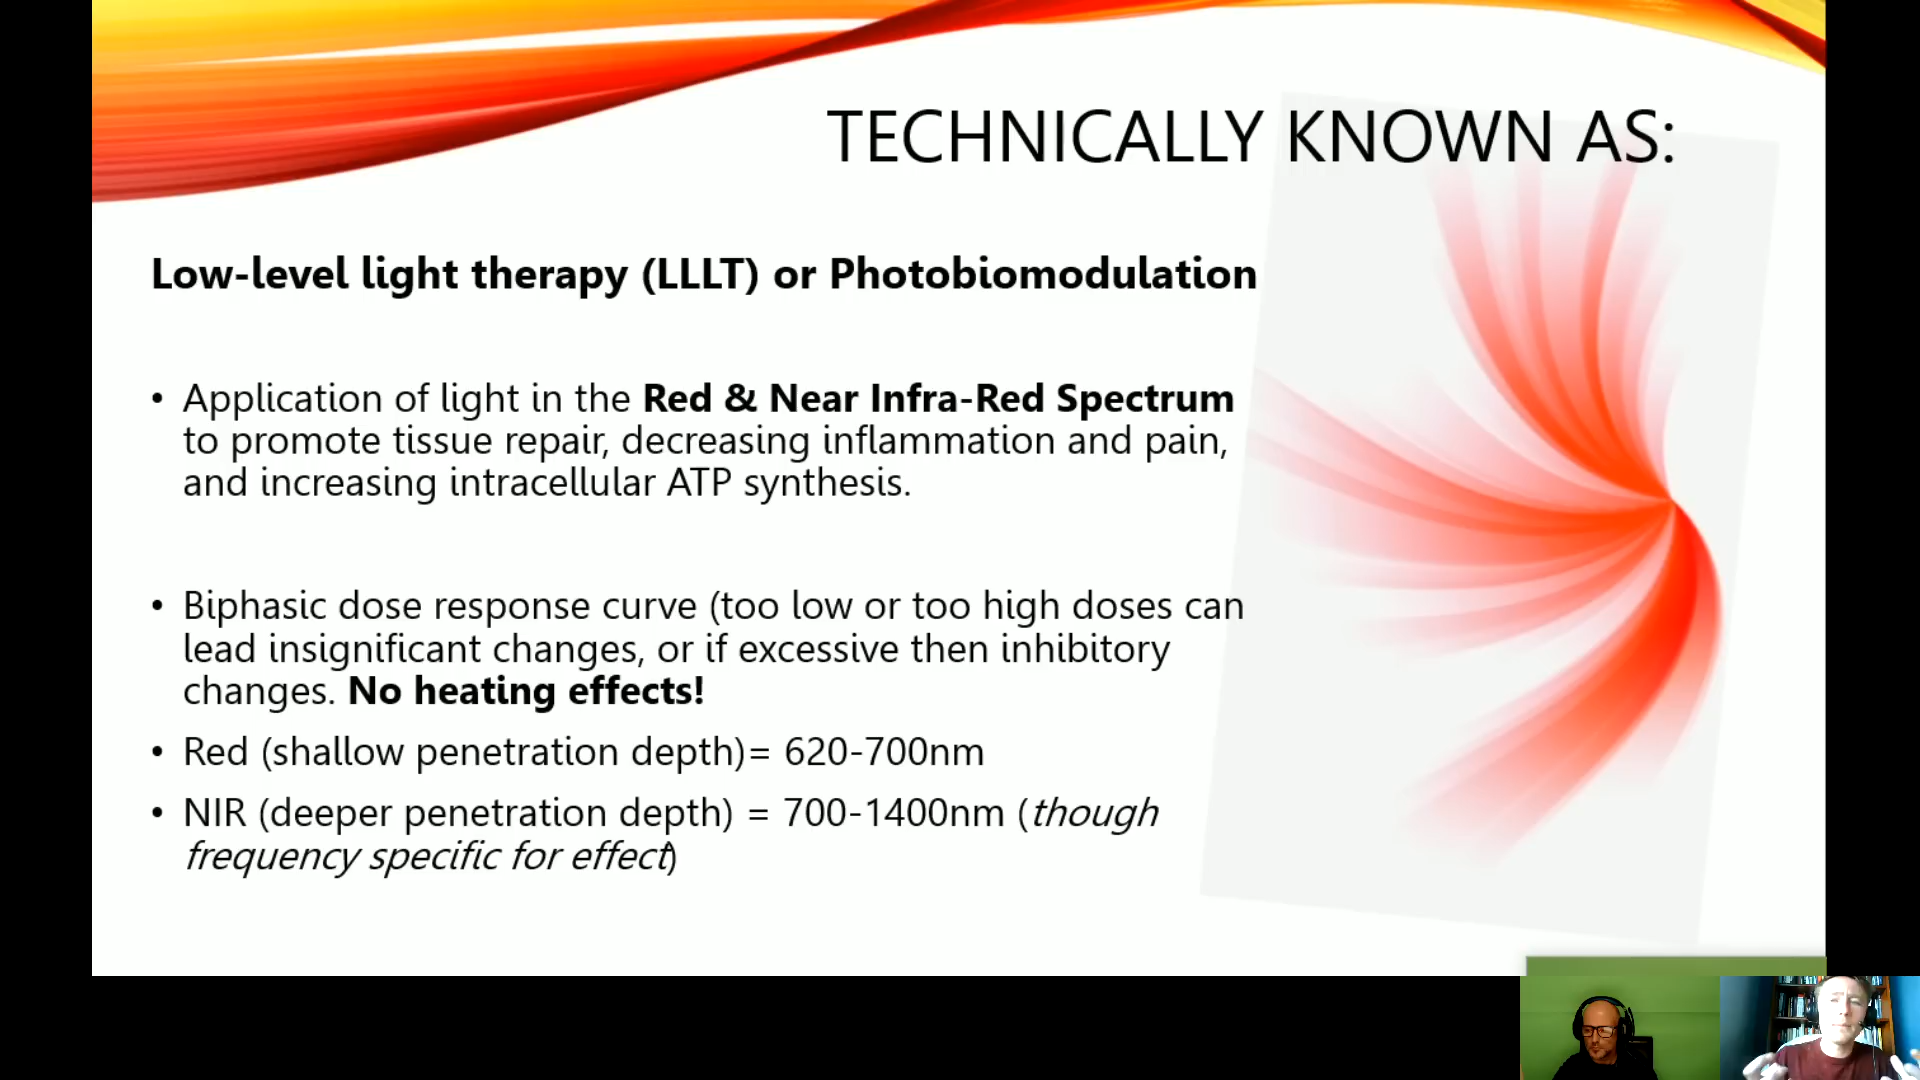 TECHNICALLY KNOWN AS:
Low-level light therapy (LLLT) or Photobiomodulation
• Application of light in the Red & Near Infra-Red Spectrum
to promote tissue repair, decreasing inflammation and pain,
and increasing intracellular ATP synthesis.
• Biphasic dose response curve (too low or too high doses can
lead insignificant changes, or if excessive then inhibitory
changes. No heating effects!
• Red (shallow penetration depth)= 620-700nm
• NIR (deeper penetration depth) = 700-1400nm (though
frequency specific for effect)